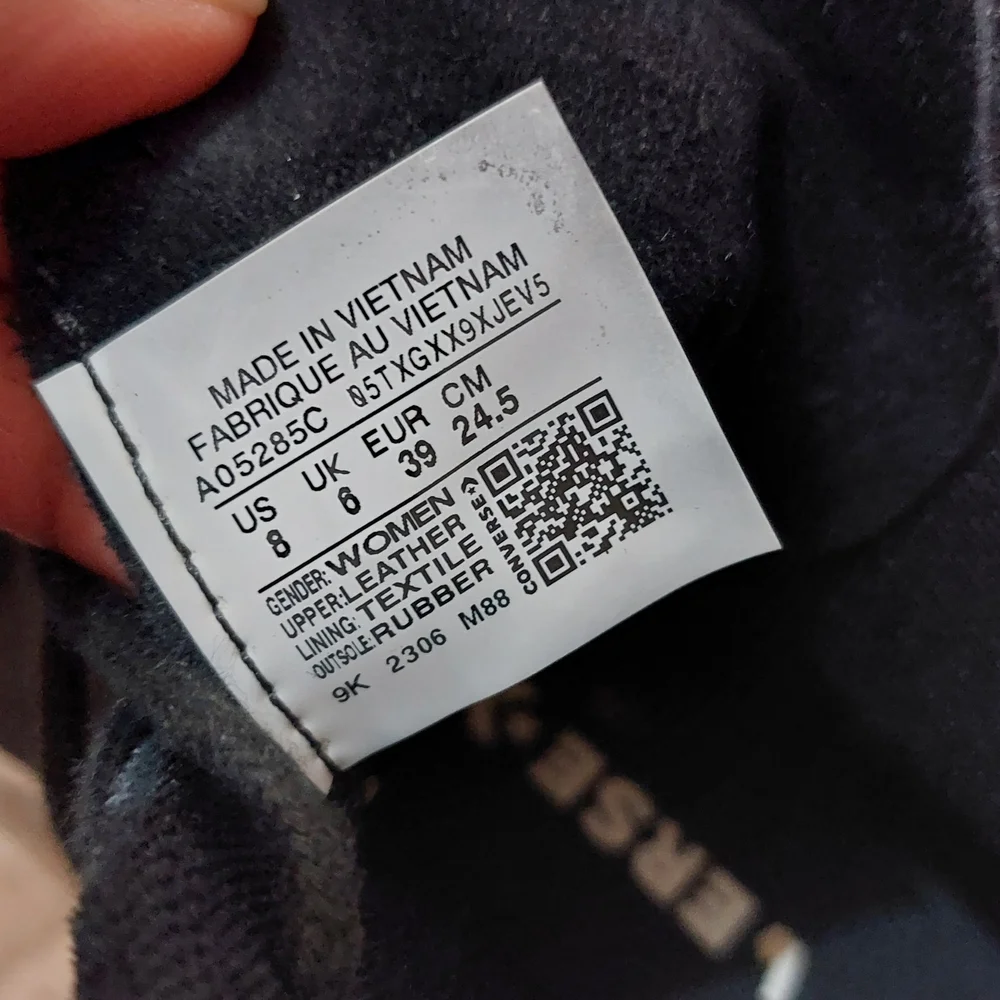 MADE IN VIETNAM
FABRIQUE AU VIETNAM
A05285C 05TXGXX9XJEV5
US UK EUR CM
8 6 39 24.5
GENDER: WOMEN
UPPER: LEATHER
LINING: TEXTILE
OUTSOLE: RUBBER
9K 2306 M88
CONVERSE
ERSE